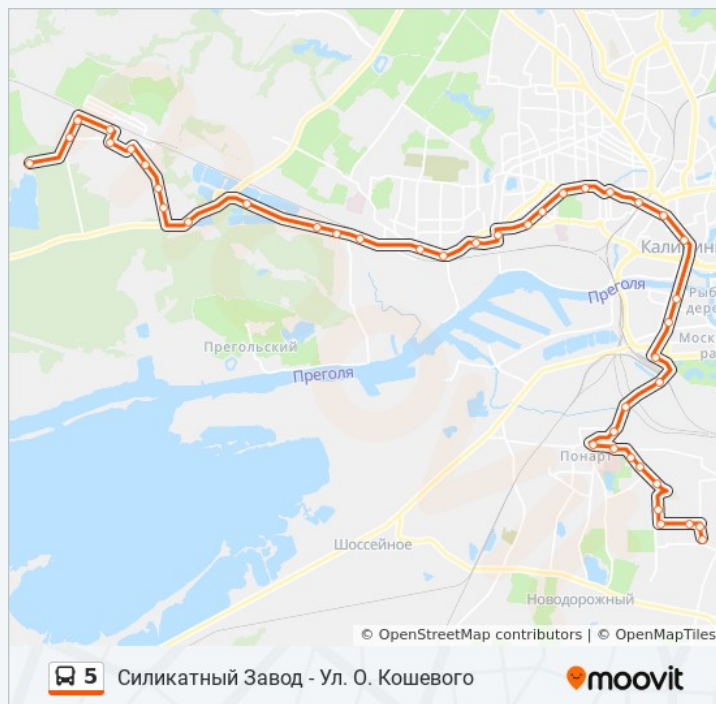 Калинин
Преголя
Рыб
дере
Прегольский
Моск
ра
Преголя
Понарт
Шоссейное
Новодорожный
© OpenStreetMap contributors | © OpenMapTiles
5 Силикатный Завод - Ул. О. Кошевого moovit